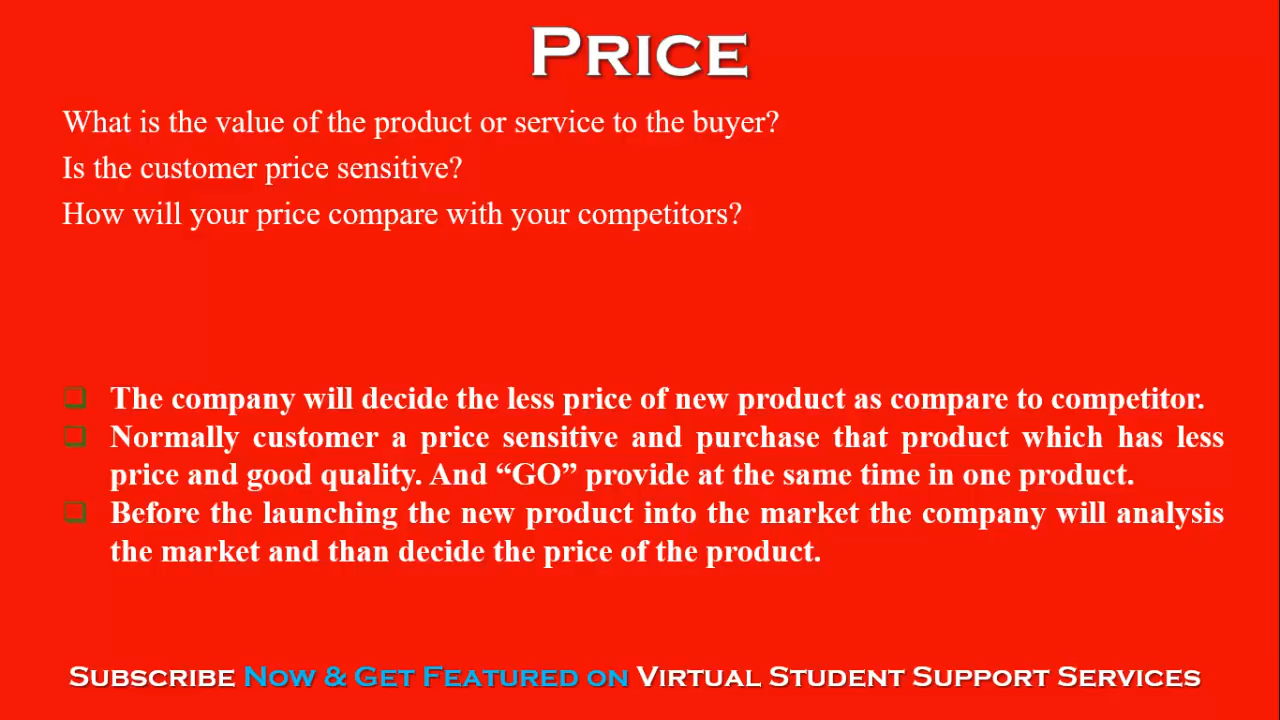 PRICE
What is the value of the product or service to the buyer?
Is the customer price sensitive?
How will your price compare with your competitors?
The company will decide the less price of new product as compare to competitor.
Normally customer a price sensitive and purchase that product which has less
price and good quality. And “GO” provide at the same time in one product.
Before the launching the new product into the market the company will analysis
the market and than decide the price of the product.
SUBSCRIBE NOW & GET FEATURED ON VIRTUAL STUDENT SUPPORT SERVICES